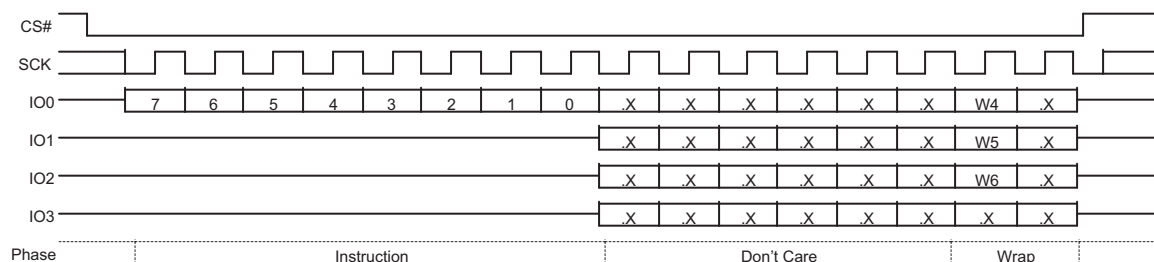 CS#
SCK
IO0 7 6 5 4 3 2 1 0 .X .X .X .X .X .X W4 .X
IO1 .X .X .X .X .X .X W5 .X
IO2 .X .X .X .X .X .X W6 .X
IO3 .X .X .X .X .X .X .X .X
Phase Instruction Don't Care Wrap